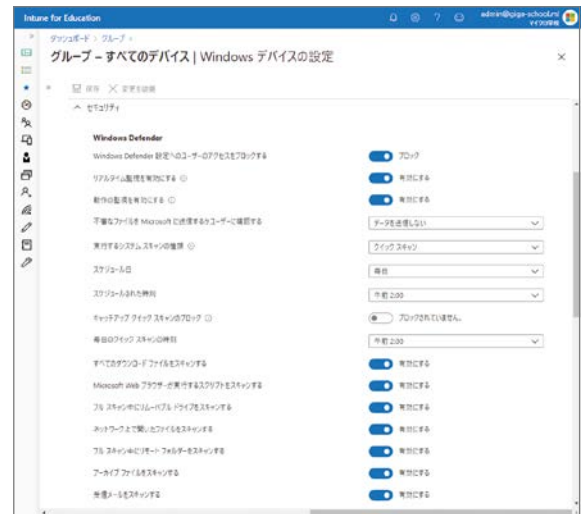 Intune for Education
admin@giga-school.ml
マイクロ学校
ダッシュボード > グループ >
グループ – すべてのデバイス | Windows デバイスの設定
保存 変更を破棄
セキュリティ
Windows Defender
Windows Defender 設定へのユーザーのアクセスをブロックする ブロック
リアルタイム監視を有効にする 有効にする
動作の監視を有効にする 有効にする
不審なファイルを Microsoft に送信するかユーザーに確認する データを送信しない
実行するシステム スキャンの種類 クイック スキャン
スケジュール日 毎日
スケジュールされた時刻 午前 2:00
キャッチアップ クイック スキャンのブロック ブロックされていません。
毎日のクイック スキャンの時刻 午前 2:00
すべてのダウンロード ファイルをスキャンする 有効にする
Microsoft Web ブラウザーが実行するスクリプトをスキャンする 有効にする
フル スキャン中にリムーバブル ドライブをスキャンする 有効にする
ネットワーク上で開いたファイルをスキャンする 有効にする
フル スキャン中にリモート フォルダーをスキャンする 有効にする
アーカイブ ファイルをスキャンする 有効にする
受信メールをスキャンする 有効にする